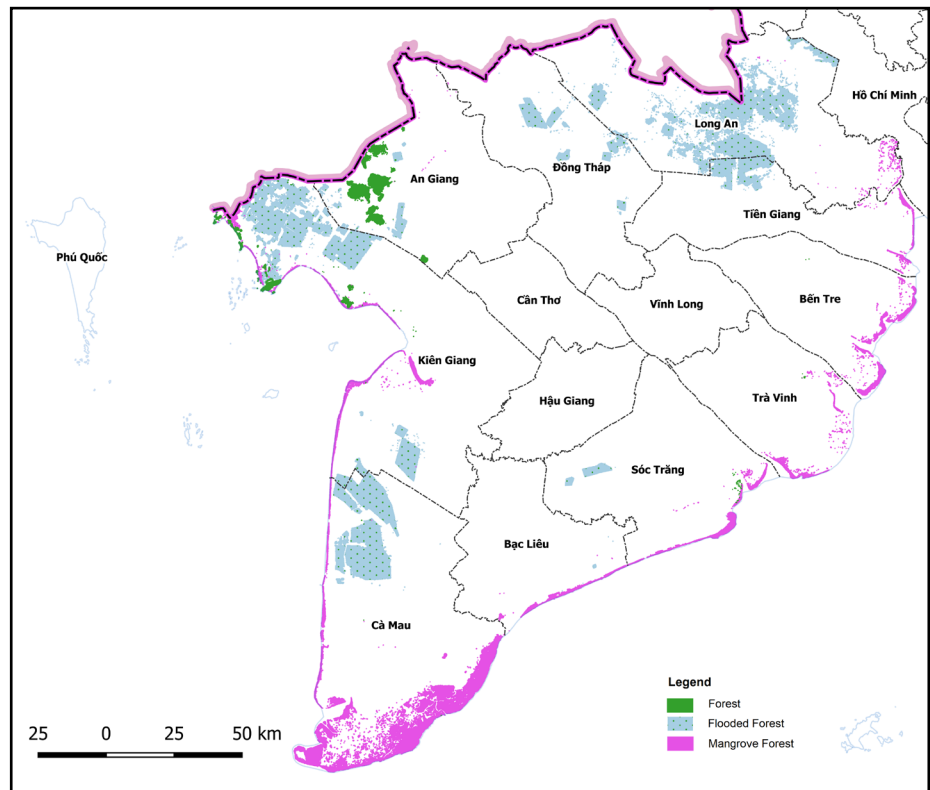 Hồ Chí Minh
Long An
Đồng Tháp
An Giang
Tiền Giang
Phú Quốc
Cần Thơ
Vĩnh Long
Bến Tre
Kiên Giang
Hậu Giang
Trà Vinh
Sóc Trăng
Bạc Liêu
Cà Mau
Legend
Forest
Flooded Forest
Mangrove Forest
25 0 25 50 km